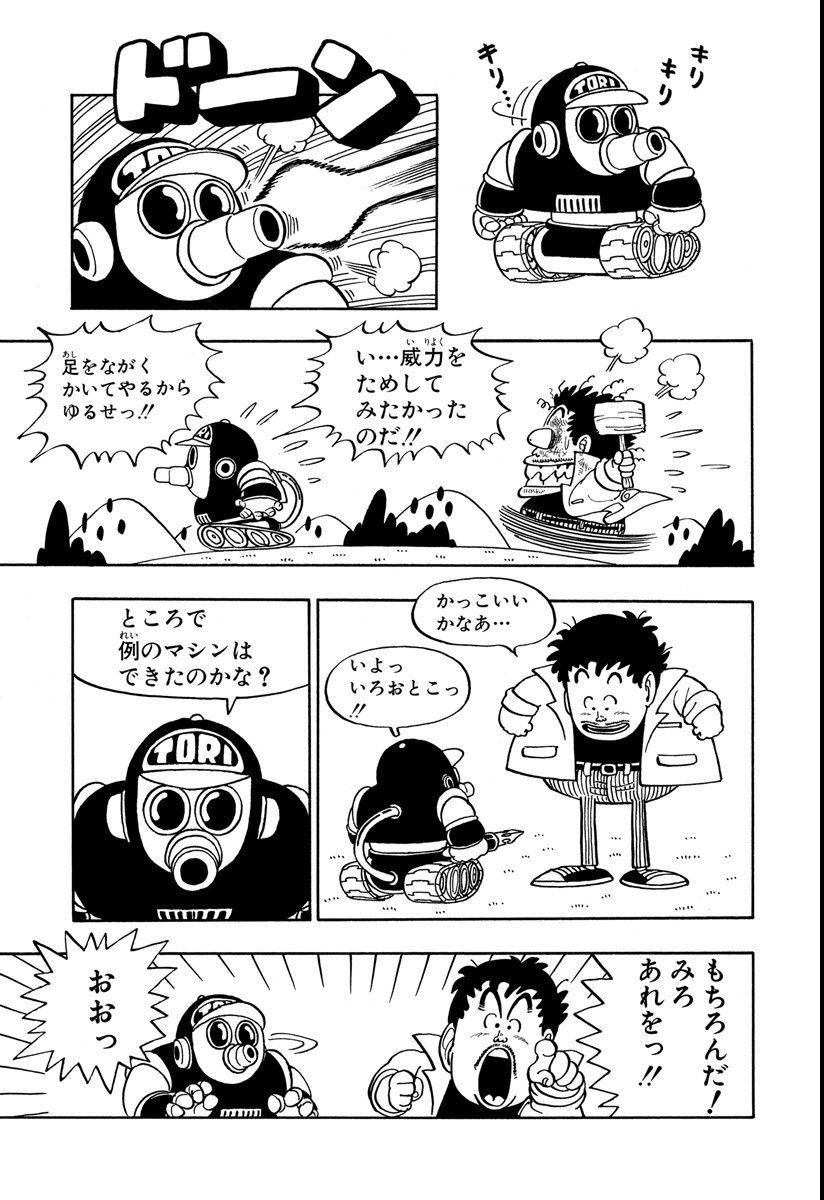 キリ
キリ
キリ…
TORI
ドーン
TORI
い…威力を
ためして
みたかった
のだ!!
足をながく
かいてやるから
ゆるせっ!!
かっこいい
かなあ…
いよっ
いろおとこっ
!!
ところで
例のマシンは
できたのかな？
TORI
もちろんだ！
みろ
あれをっ!!
おおっ